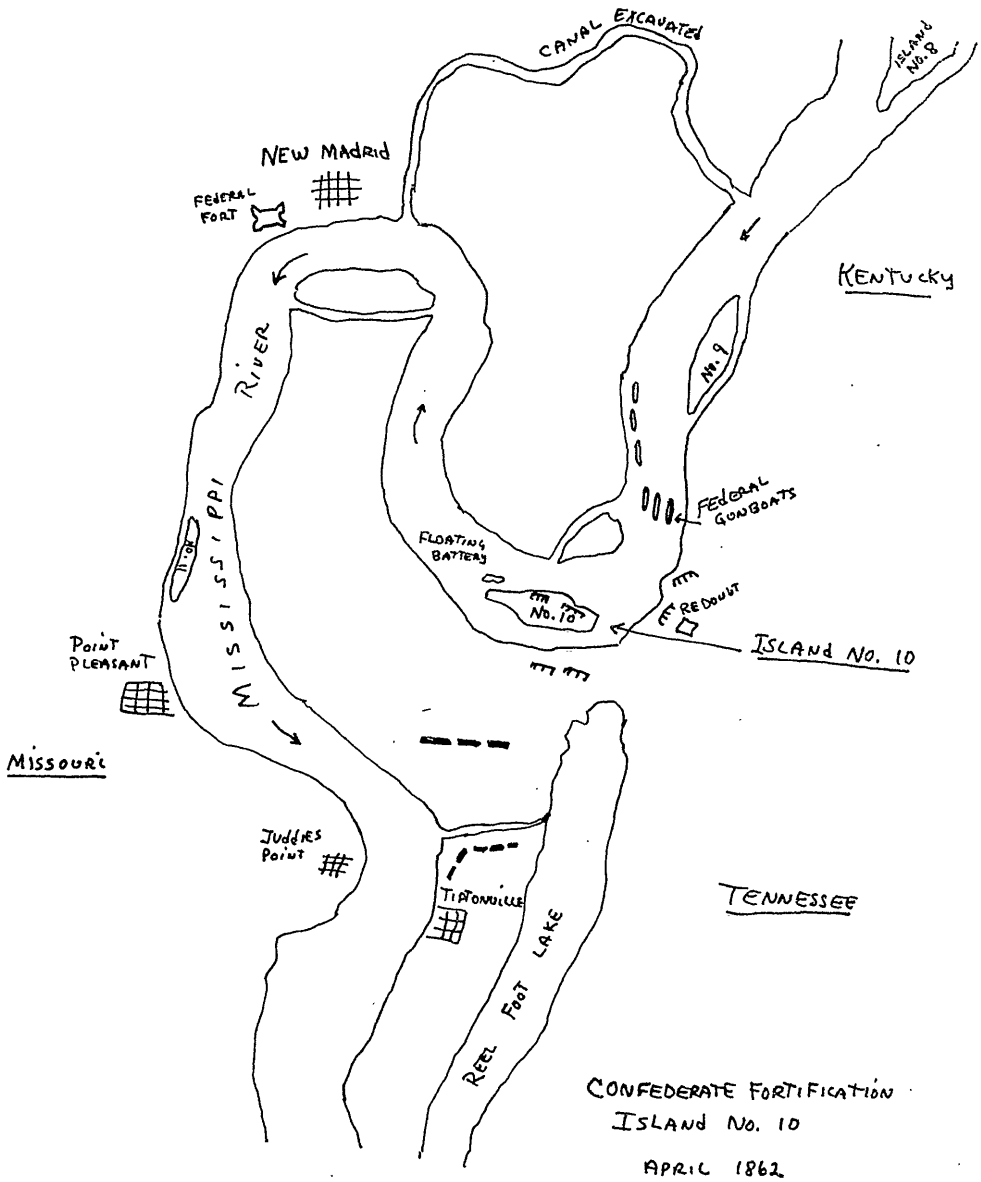 CANAL EXCAVATED
ISLAND
NO. 8
NEW MADRID
FEDERAL
FORT
KENTUCKY
RIVER
No. 9
MISSISSIPPI
FEDERAL
GUNBOATS
FLOATING
BATTERY
NO. 11
No. 10
REDOUBT
ISLAND NO. 10
POINT
PLEASANT
MISSOURI
JUDDIES
POINT
TIPTONVILLE
TENNESSEE
REEL FOOT LAKE
CONFEDERATE FORTIFICATION
ISLAND NO. 10
APRIL 1862